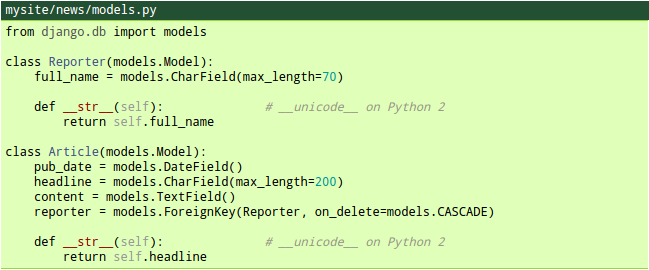 mysite/news/models.py
from django.db import models
class Reporter(models.Model):
    full_name = models.CharField(max_length=70)
    def __str__(self):              # __unicode__ on Python 2
        return self.full_name
class Article(models.Model):
    pub_date = models.DateField()
    headline = models.CharField(max_length=200)
    content = models.TextField()
    reporter = models.ForeignKey(Reporter, on_delete=models.CASCADE)
    def __str__(self):              # __unicode__ on Python 2
        return self.headline